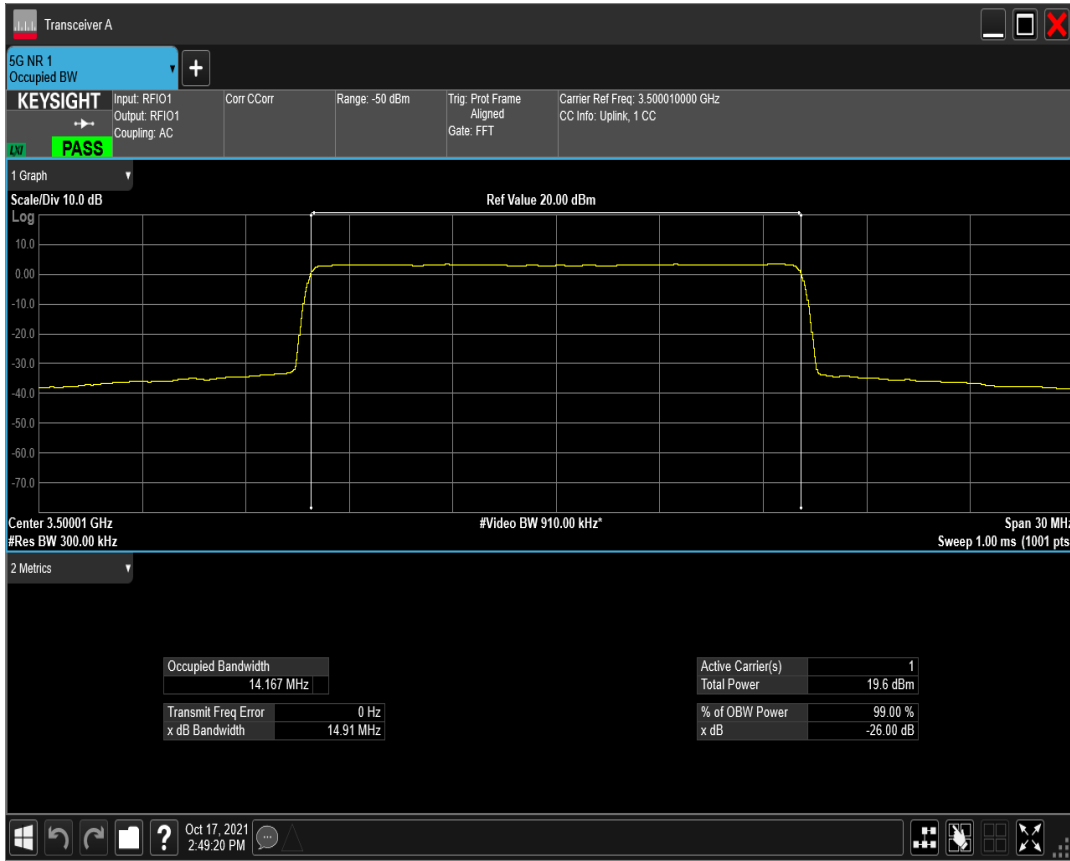 Transceiver A
5G NR 1
Occupied BW
+
KEYSIGHT
LXI
PASS
Input: RFIO1
Output: RFIO1
Coupling: AC
Corr CCorr
Range: -50 dBm
Trig: Prot Frame
Aligned
Gate: FFT
Carrier Ref Freq: 3.500010000 GHz
CC Info: Uplink, 1 CC
1 Graph
Scale/Div 10.0 dB
Ref Value 20.00 dBm
Log
10.0
0.00
-10.0
-20.0
-30.0
-40.0
-50.0
-60.0
-70.0
Center 3.50001 GHz
#Video BW 910.00 kHz*
Span 30 MHz
#Res BW 300.00 kHz
Sweep 1.00 ms (1001 pts
2 Metrics
Occupied Bandwidth
14.167 MHz
Transmit Freq Error 0 Hz
x dB Bandwidth 14.91 MHz
Active Carrier(s) 1
Total Power 19.6 dBm
% of OBW Power 99.00 %
x dB -26.00 dB
?
Oct 17, 2021
2:49:20 PM